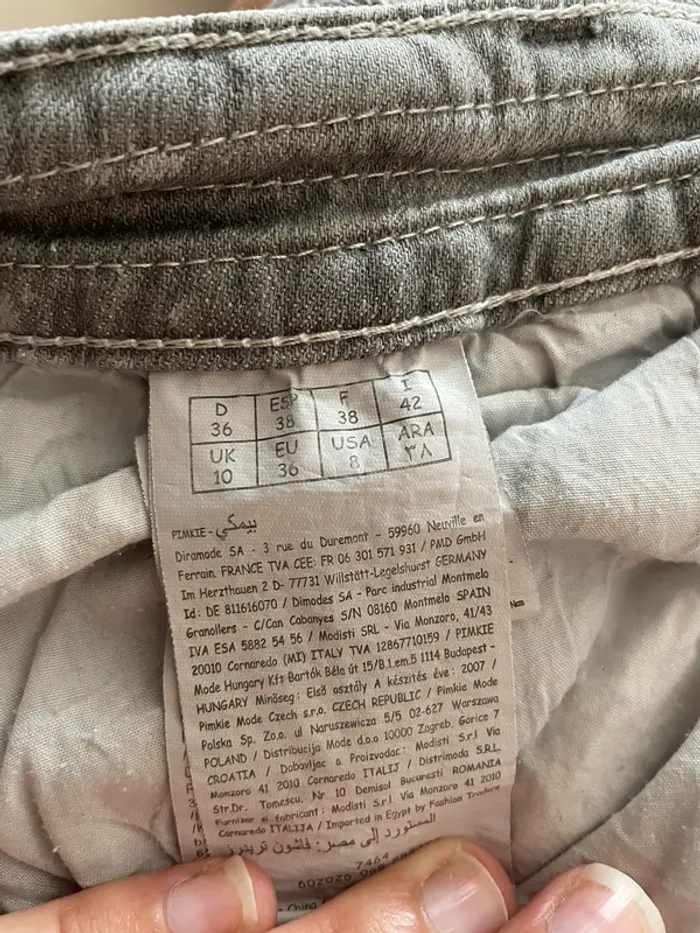 D ESP F I
36 38 38 42
UK EU USA ARA
10 36 8 ٣٨
PIMKIE - بيمكي
Diramode SA - 3 rue du Duremont - 59960 Neuville en
Ferrain. FRANCE TVA CEE: FR 06 301 571 931 / PMD GmbH
Im Herzthauen 2 D- 77731 Willstätt-Legelshurst GERMANY
Id: DE 811616070 / Dimodes SA - Parc industrial Montmelo
Granollers - C/Can Cabanyes S/N 08160 Montmelo SPAIN
IVA ESA 5882 54 56 / Modisti SRL - Via Monzoro, 41/43
20010 Cornaredo (MI) ITALY TVA 12867710159 / PIMKIE
Mode Hungary Kft Bartók Béla út 15/B.1.em.5 1114 Budapest -
HUNGARY Minőseg: Első osztály A készités éve: 2007 /
Pimkie Mode Czech s.r.o. CZECH REPUBLIC / Pimkie Mode
Polska Sp. Zo.o. ul Naruszewicza 5/5 02-627 Warszawa
POLAND / Distribucija Mode d.o.o 10000 Zagreb, Gorice 7
CROATIA / Dobavljac a Proizvodac: Modisti S.r.l Via
Monzoro 41 2010 Cornaredo ITALIJ / Distrimoda S.R.L.
Str.Dr. Tomescu, Nr 10 Demisol Bucuresti ROMANIA
Furnizor si fabricant: Modisti S.r.l Via Monzoro 41 2010
Cornaredo ITALIJA / Imported in Egypt by Fashion Traders
المستورد إلى مصر: فاشون تريدرز
7464
602026
- China